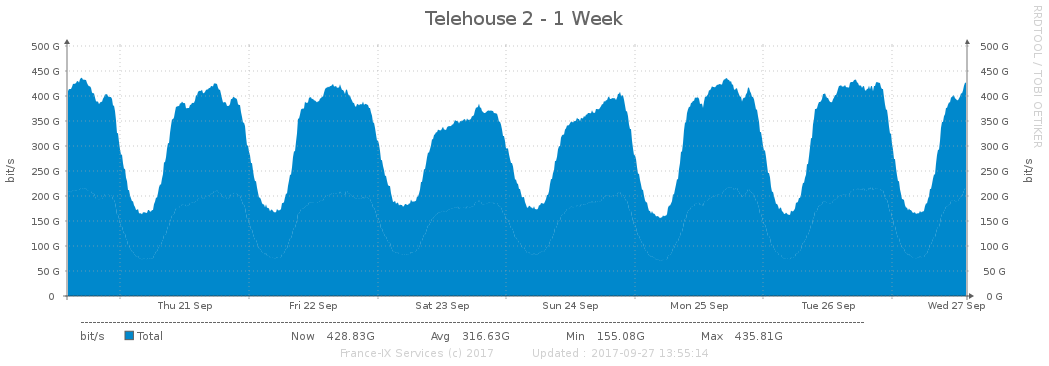 Telehouse 2 - 1 Week
RRDTOOL / TOBI OETIKER
500 G 500 G
450 G 450 G
400 G 400 G
350 G 350 G
300 G 300 G
250 G 250 G
200 G 200 G
150 G 150 G
100 G 100 G
50 G 50 G
0 0 G
bit/s
bit/s
Thu 21 Sep Fri 22 Sep Sat 23 Sep Sun 24 Sep Mon 25 Sep Tue 26 Sep Wed 27 Sep
bit/s Total Now 428.83G Avg 316.63G Min 155.08G Max 435.81G
France-IX Services (c) 2017 Updated : 2017-09-27 13:55:14